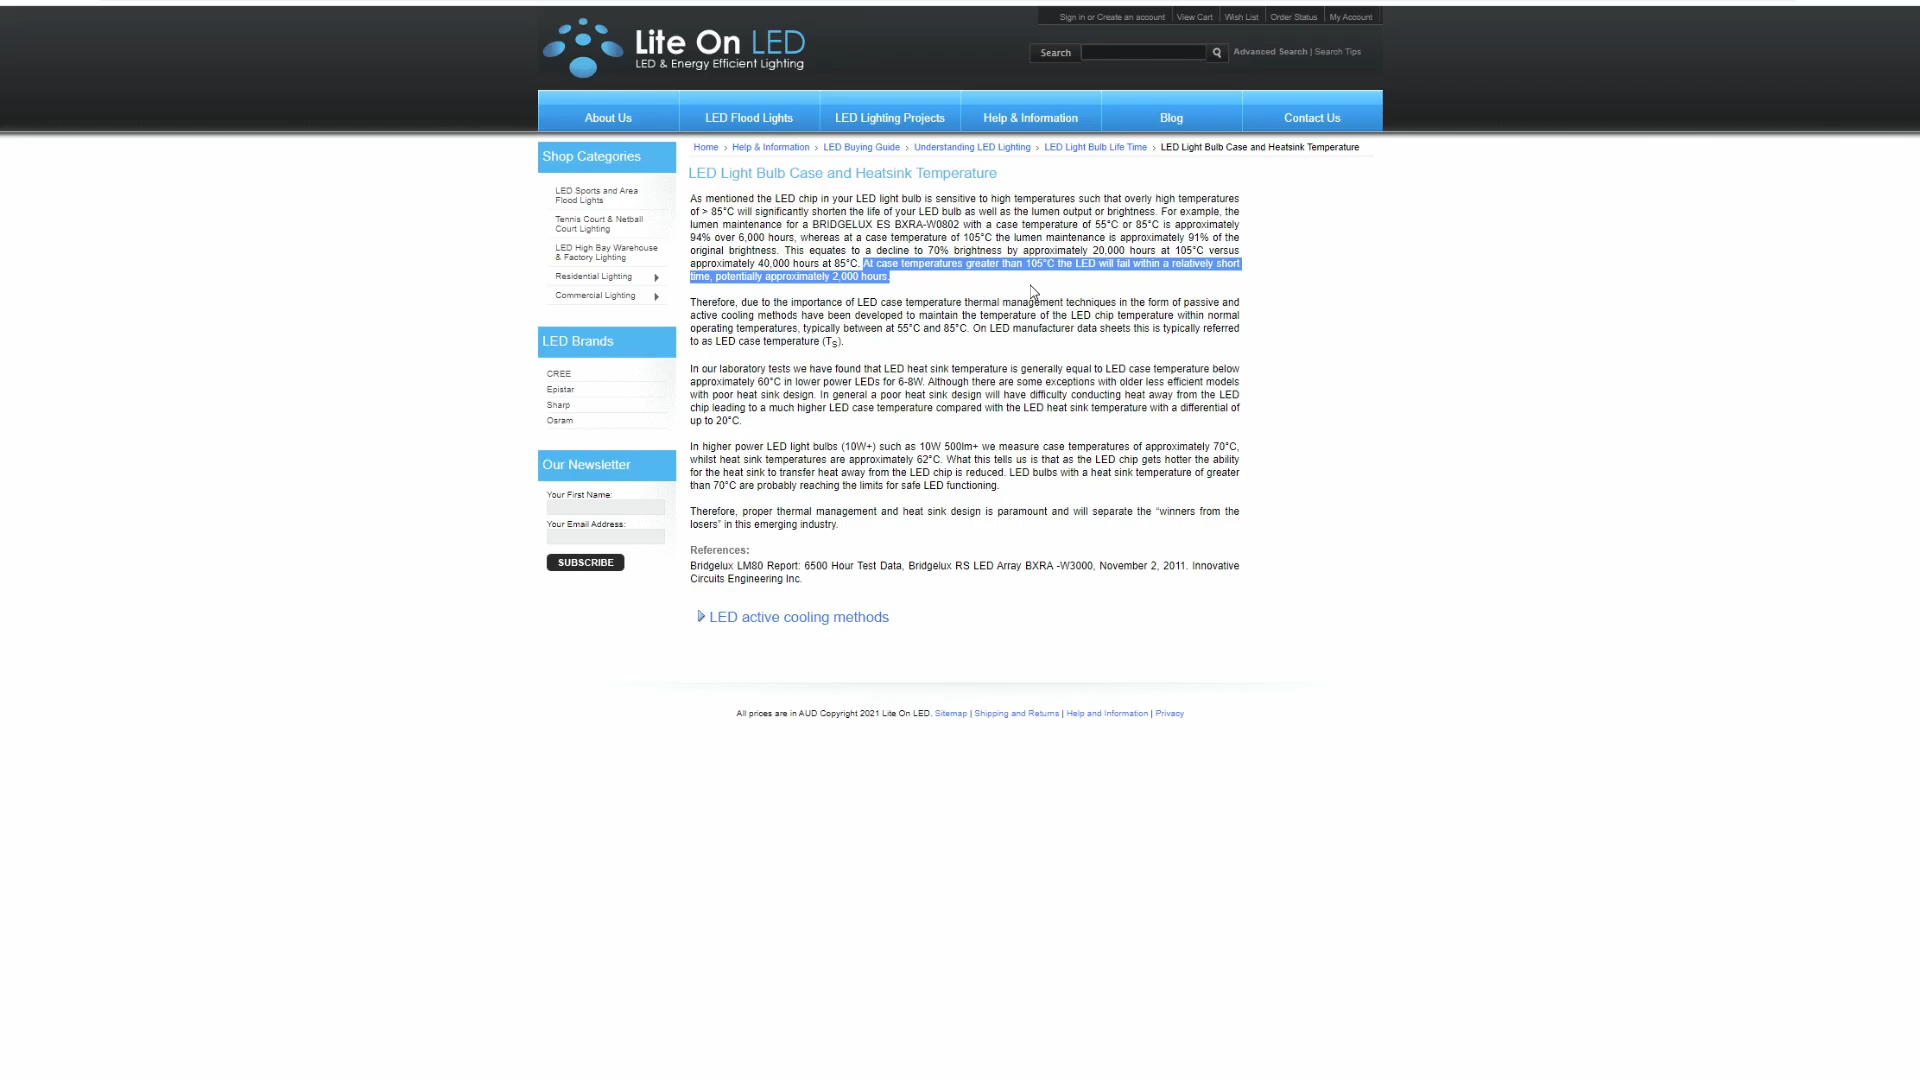 Sign in or Create an account View Cart Wish List Order Status My Account
Lite On LED
LED & Energy Efficient Lighting
Search Advanced Search | Search Tips
About Us LED Flood Lights LED Lighting Projects Help & Information Blog Contact Us
Shop Categories
LED Sports and Area
Flood Lights
Tennis Court & Netball
Court Lighting
LED High Bay Warehouse
& Factory Lighting
Residential Lighting
Commercial Lighting
LED Brands
CREE
Epistar
Sharp
Osram
Our Newsletter
Your First Name:
Your Email Address:
SUBSCRIBE
Home › Help & Information › LED Buying Guide › Understanding LED Lighting › LED Light Bulb Life Time › LED Light Bulb Case and Heatsink Temperature
LED Light Bulb Case and Heatsink Temperature
As mentioned the LED chip in your LED light bulb is sensitive to high temperatures such that overly high temperatures
of > 85°C will significantly shorten the life of your LED bulb as well as the lumen output or brightness. For example, the
lumen maintenance for a BRIDGELUX ES BXRA-W0802 with a case temperature of 55°C or 85°C is approximately
94% over 6,000 hours, whereas at a case temperature of 105°C the lumen maintenance is approximately 91% of the
original brightness. This equates to a decline to 70% brightness by approximately 20,000 hours at 105°C versus
approximately 40,000 hours at 85°C. At case temperatures greater than 105°C the LED will fail within a relatively short
time, potentially approximately 2,000 hours.
Therefore, due to the importance of LED case temperature thermal management techniques in the form of passive and
active cooling methods have been developed to maintain the temperature of the LED chip temperature within normal
operating temperatures, typically between at 55°C and 85°C. On LED manufacturer data sheets this is typically referred
to as LED case temperature (TS).
In our laboratory tests we have found that LED heat sink temperature is generally equal to LED case temperature below
approximately 60°C in lower power LEDs for 6-8W. Although there are some exceptions with older less efficient models
with poor heat sink design. In general a poor heat sink design will have difficulty conducting heat away from the LED
chip leading to a much higher LED case temperature compared with the LED heat sink temperature with a differential of
up to 20°C.
In higher power LED light bulbs (10W+) such as 10W 500lm+ we measure case temperatures of approximately 70°C,
whilst heat sink temperatures are approximately 62°C. What this tells us is that as the LED chip gets hotter the ability
for the heat sink to transfer heat away from the LED chip is reduced. LED bulbs with a heat sink temperature of greater
than 70°C are probably reaching the limits for safe LED functioning.
Therefore, proper thermal management and heat sink design is paramount and will separate the “winners from the
losers” in this emerging industry.
References:
Bridgelux LM80 Report: 6500 Hour Test Data, Bridgelux RS LED Array BXRA -W3000, November 2, 2011. Innovative
Circuits Engineering Inc.
LED active cooling methods
All prices are in AUD Copyright 2021 Lite On LED. Sitemap | Shipping and Returns | Help and Information | Privacy